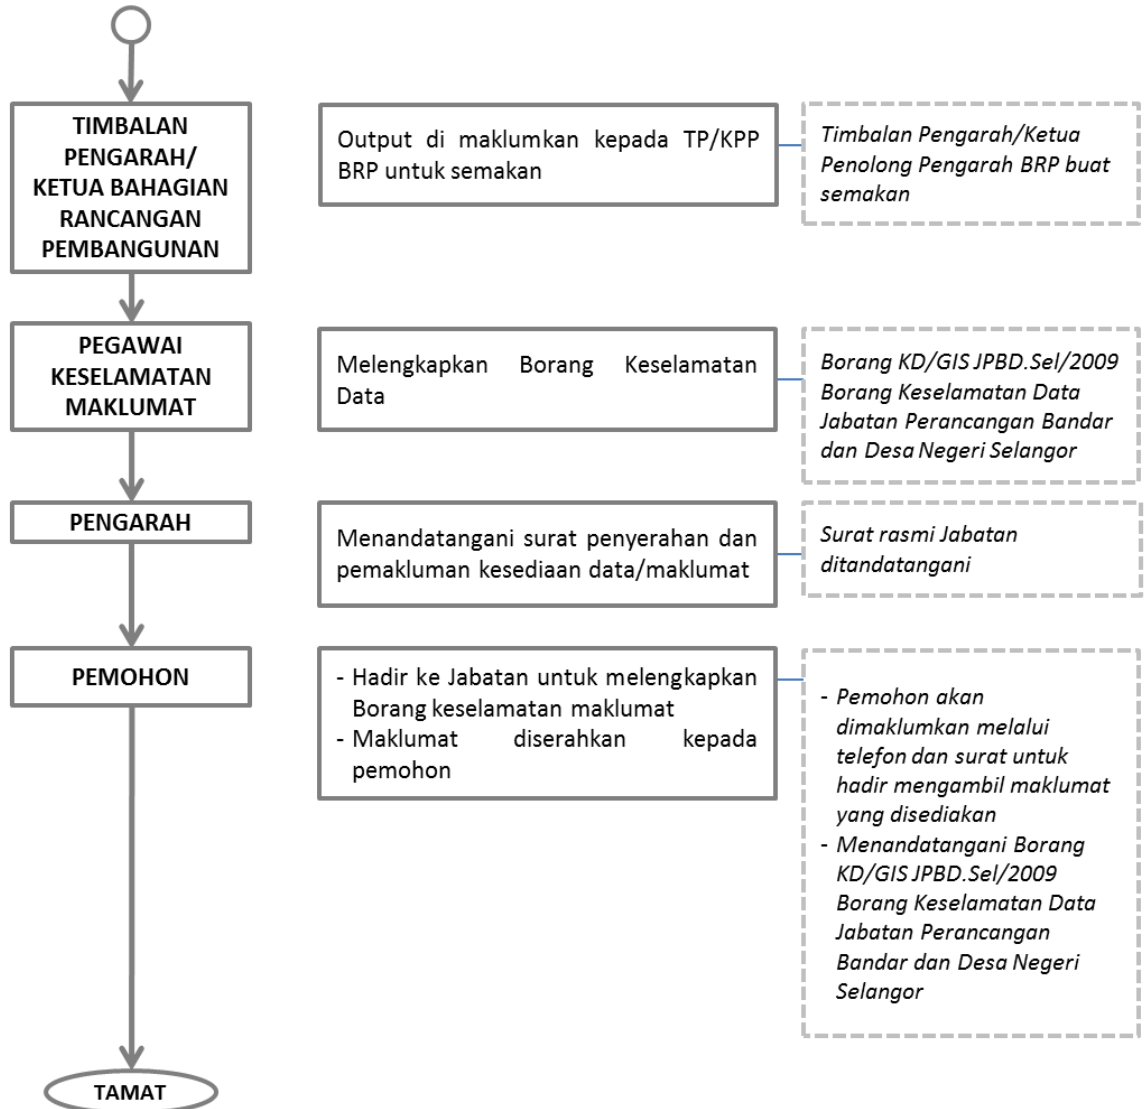 TIMBALAN
PENGARAH/
KETUA BAHAGIAN
RANCANGAN
PEMBANGUNAN
Output di maklumkan kepada TP/KPP
BRP untuk semakan
Timbalan Pengarah/Ketua
Penolong Pengarah BRP buat
semakan
PEGAWAI
KESELAMATAN
MAKLUMAT
Melengkapkan Borang Keselamatan
Data
Borang KD/GIS JPBD.Sel/2009
Borang Keselamatan Data
Jabatan Perancangan Bandar
dan Desa Negeri Selangor
PENGARAH
Menandatangani surat penyerahan dan
pemakluman kesediaan data/maklumat
Surat rasmi Jabatan
ditandatangani
PEMOHON
- Hadir ke Jabatan untuk melengkapkan
Borang keselamatan maklumat
- Maklumat diserahkan kepada
pemohon
- Pemohon akan
dimaklumkan melalui
telefon dan surat untuk
hadir mengambil maklumat
yang disediakan
- Menandatangani Borang
KD/GIS JPBD.Sel/2009
Borang Keselamatan Data
Jabatan Perancangan
Bandar dan Desa Negeri
Selangor
TAMAT